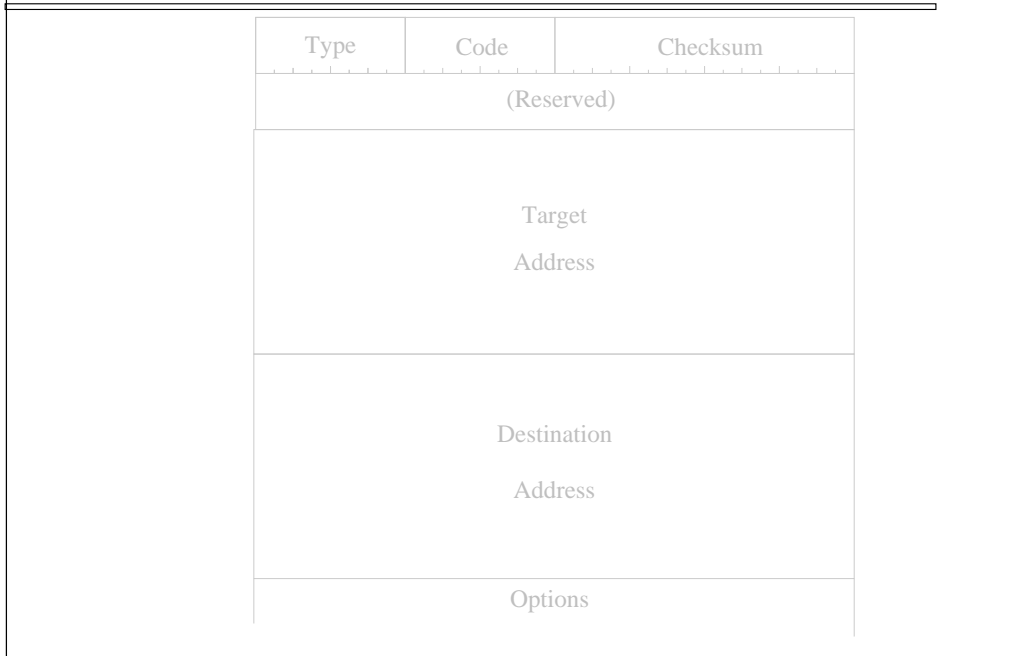 Type Code Checksum
(Reserved)
Target
Address
Destination
Address
Options